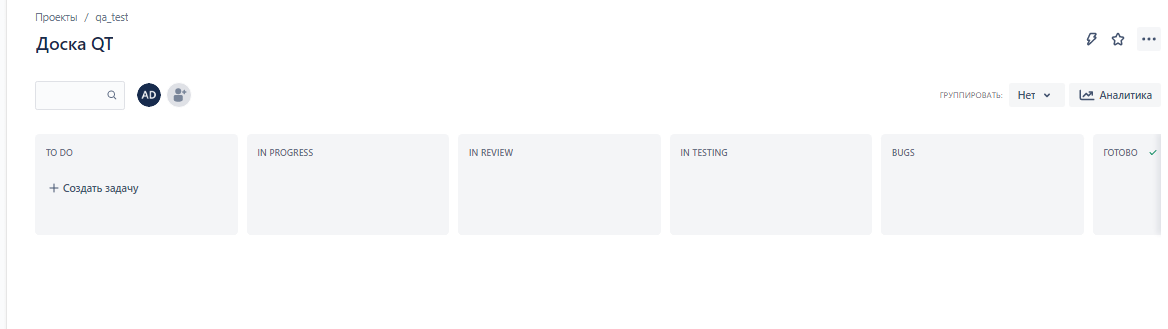 Проекты / qa_test
Доска QT
AD
ГРУППИРОВАТЬ: Нет Аналитика
TO DO IN PROGRESS IN REVIEW IN TESTING BUGS ГОТОВО
+ Создать задачу